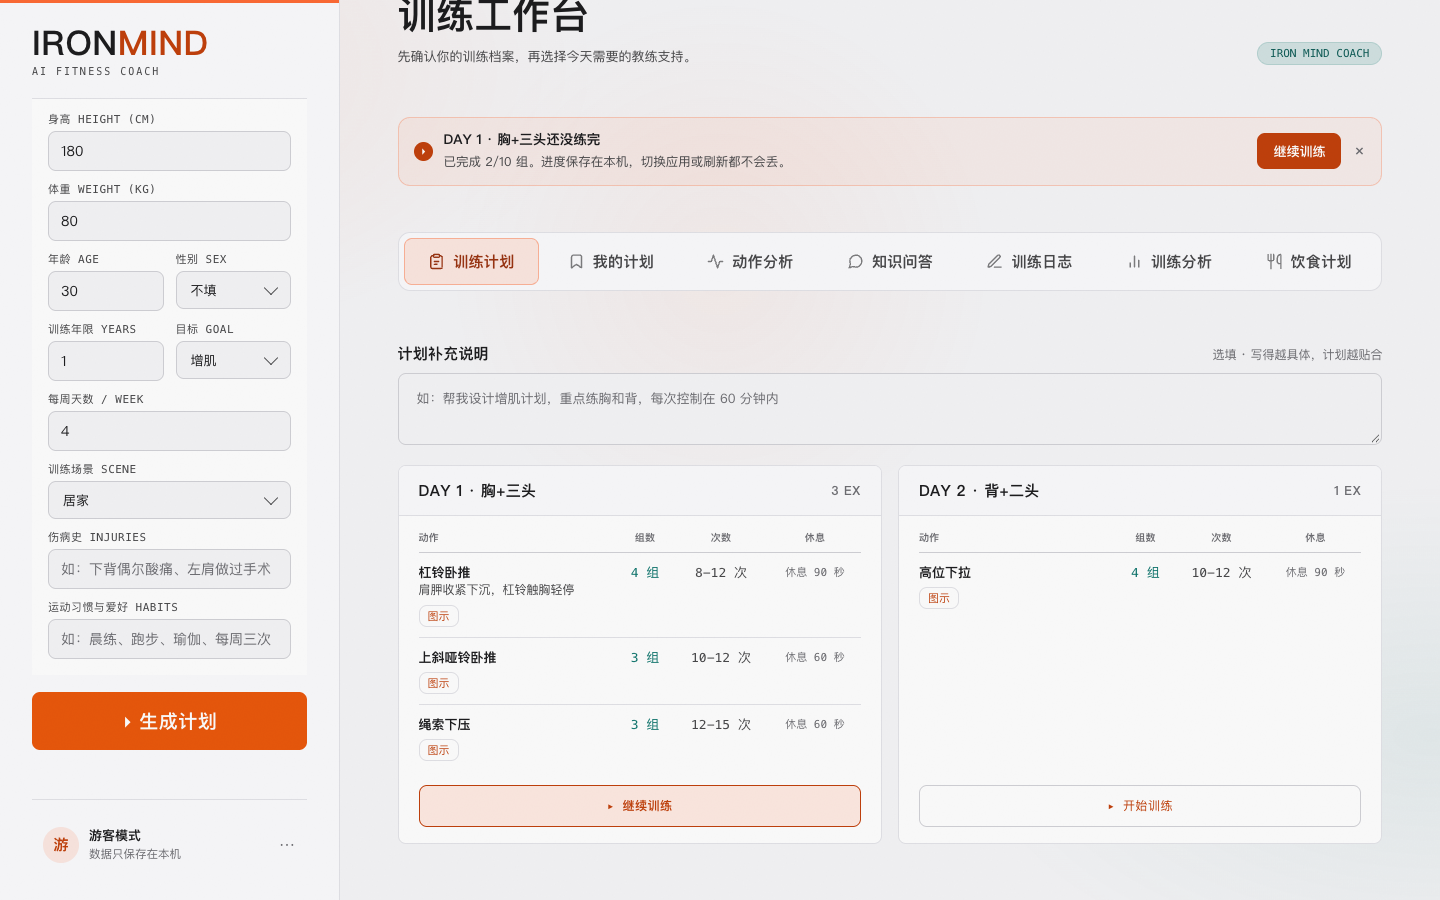 IRONMIND
AI FITNESS COACH
身高 HEIGHT (CM)
180
体重 WEIGHT (KG)
80
年龄 AGE
性别 SEX
30
不填
训练年限 YEARS
目标 GOAL
1
增肌
每周天数 / WEEK
4
训练场景 SCENE
居家
伤病史 INJURIES
如：下背偶尔酸痛、左肩做过手术
运动习惯与爱好 HABITS
如：晨练、跑步、瑜伽、每周三次
生成计划
游
游客模式
数据只保存在本机
···
训练工作台
先确认你的训练档案，再选择今天需要的教练支持。
IRON MIND COACH
DAY 1 · 胸+三头还没练完
已完成 2/10 组。进度保存在本机，切换应用或刷新都不会丢。
继续训练
×
训练计划
我的计划
动作分析
知识问答
训练日志
训练分析
饮食计划
计划补充说明
选填 · 写得越具体，计划越贴合
如：帮我设计增肌计划，重点练胸和背，每次控制在 60 分钟内
DAY 1 · 胸+三头
3 EX
动作 组数 次数 休息
杠铃卧推 4 组 8–12 次 休息 90 秒
肩胛收紧下沉，杠铃触胸轻停
图示
上斜哑铃卧推 3 组 10–12 次 休息 60 秒
图示
绳索下压 3 组 12–15 次 休息 60 秒
图示
▸ 继续训练
DAY 2 · 背+二头
1 EX
动作 组数 次数 休息
高位下拉 4 组 10–12 次 休息 90 秒
图示
▸ 开始训练